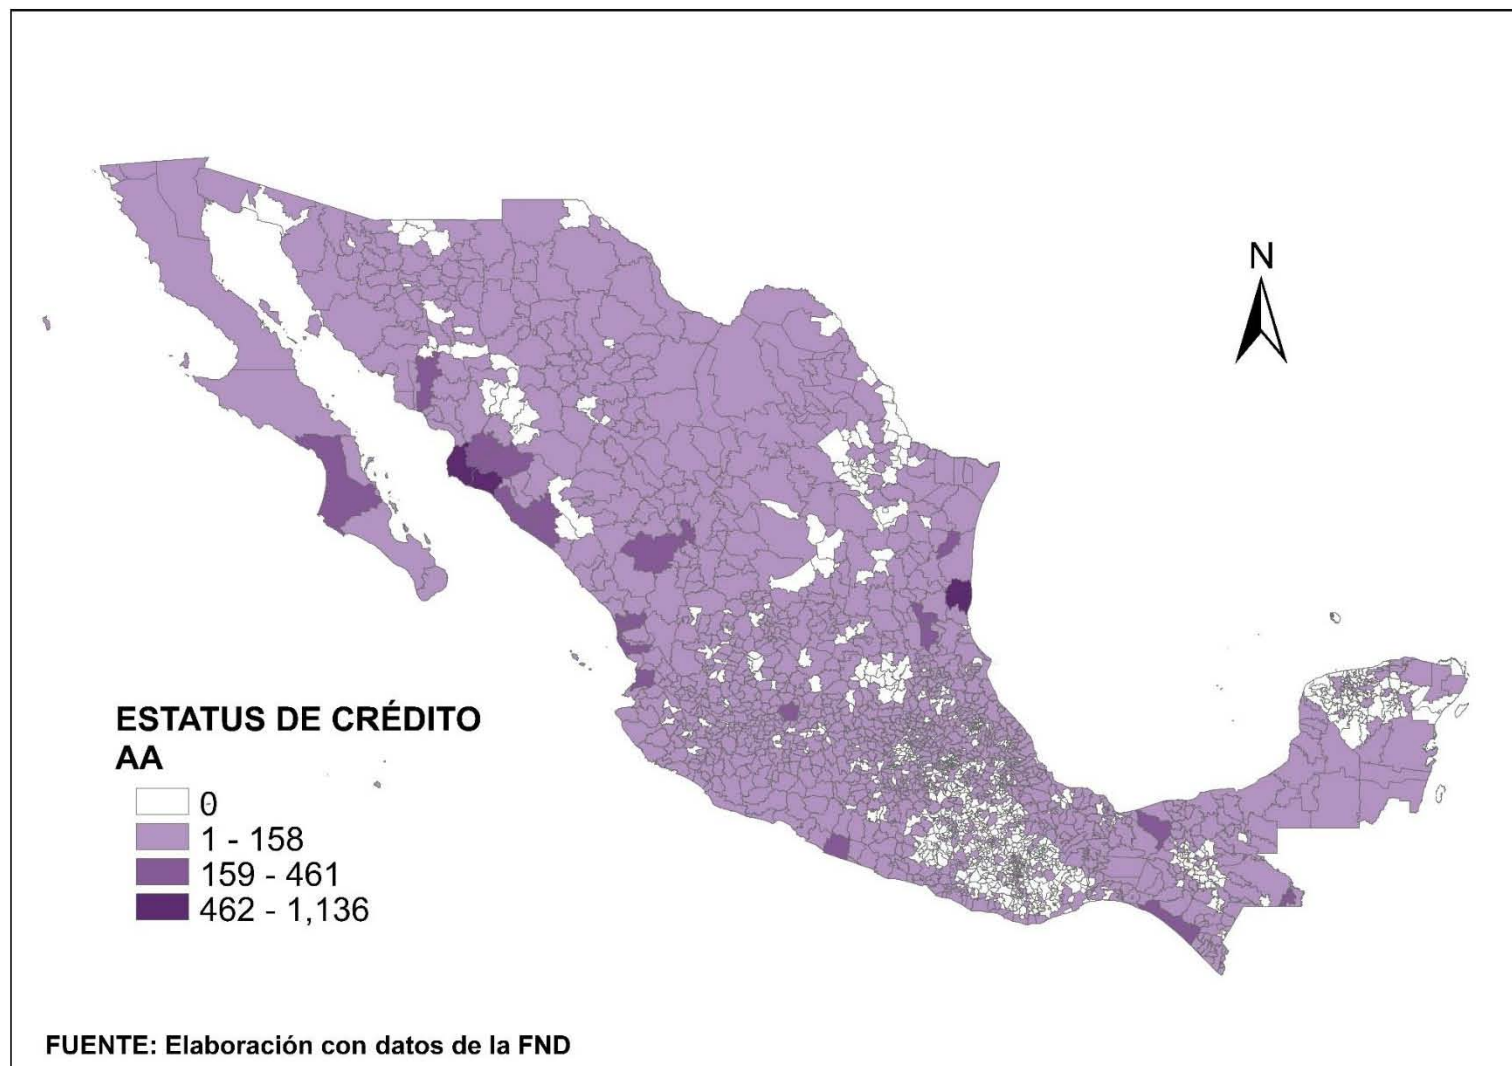 N
ESTATUS DE CRÉDITO
AA
0
1 - 158
159 - 461
462 - 1,136
FUENTE: Elaboración con datos de la FND